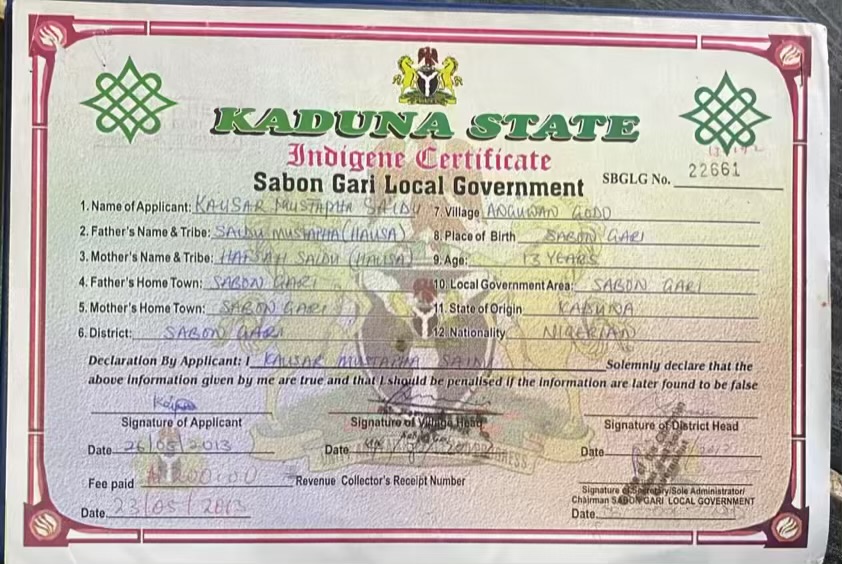 KADUNA STATE
Indigene Certificate
Sabon Gari Local Government
SBGLG No. 22661
1. Name of Applicant: KAUSAR MUSTAPHA SAIDU 7. Village ANGUWAN GODO
2. Father's Name & Tribe: SAIDU MUSTAPHA (HAUSA) 8. Place of Birth SABON GARI
3. Mother's Name & Tribe: HAFSAH SAIDU (HAUSA) 9. Age: 13 YEARS
4. Father's Home Town: SABON GARI 10. Local Government Area: SABON GARI
5. Mother's Home Town: SABON GARI 11. State of Origin KADUNA
6. District: SABON GARI 12. Nationality NIGERIAN
Declaration By Applicant: I KAUSAR MUSTAPHA SAIDU Solemnly declare that the
above information given by me are true and that I should be penalised if the information are later found to be false
Signature of Applicant Signature of Village Head Signature of District Head
Date 26/05/2013 Date Date
Fee paid ₦200:00 Revenue Collector's Receipt Number
Signature of Secretary/Sole Administrator/
Chairman SABON GARI LOCAL GOVERNMENT
Date 23/05/2013 Date